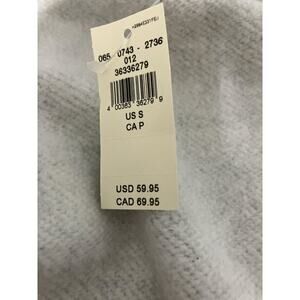 065 - 0743 - 2736
012
36336279
4 00363 36279 9
US S
CA P
USD 59.95
CAD 69.95